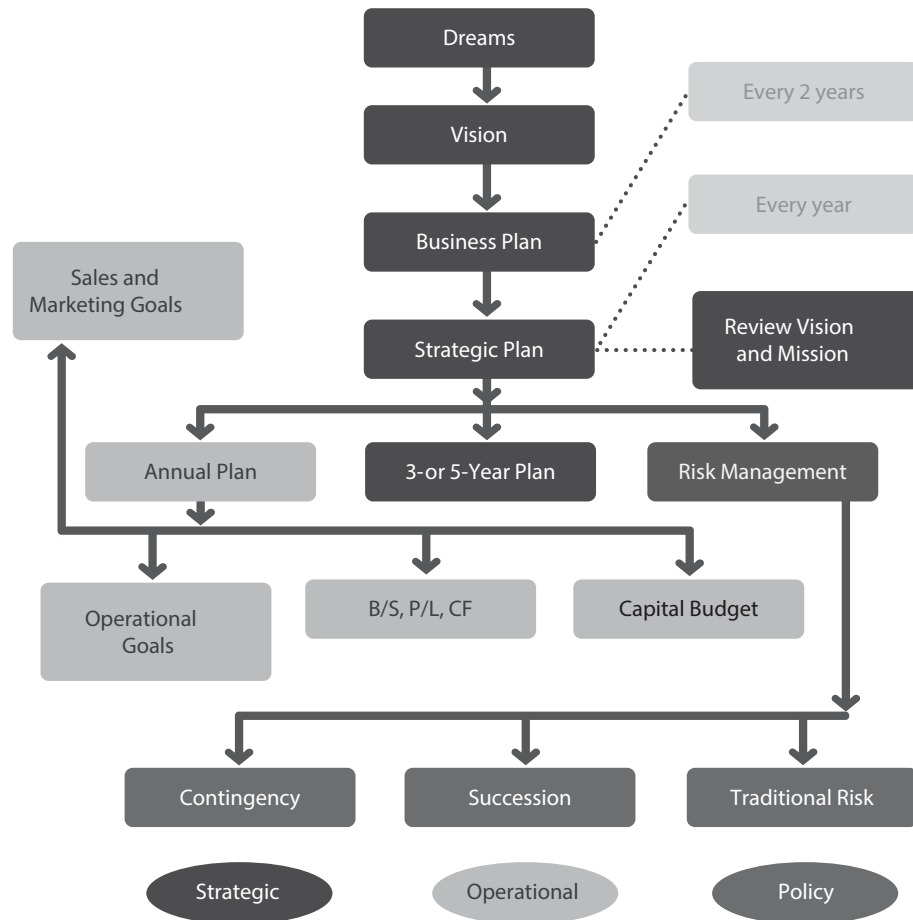 Dreams
Every 2 years
Vision
Every year
Business Plan
Sales and
Marketing Goals
Strategic Plan
Review Vision
and Mission
Annual Plan
3-or 5-Year Plan
Risk Management
Operational
Goals
B/S, P/L, CF
Capital Budget
Contingency
Succession
Traditional Risk
Strategic
Operational
Policy